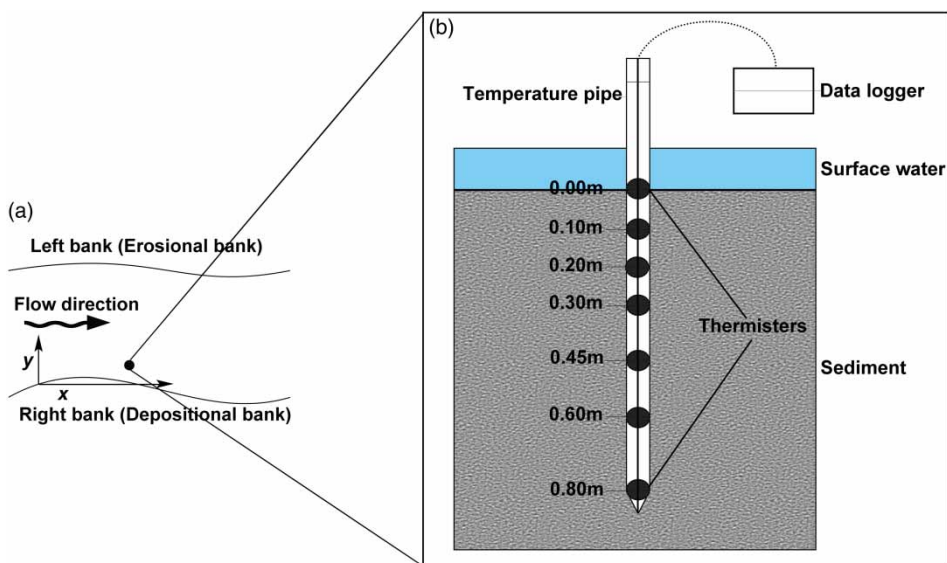 (a)
Left bank (Erosional bank)
Flow direction
y
x
Right bank (Depositional bank)
(b)
Temperature pipe
Data logger
Surface water
0.00m
0.10m
0.20m
0.30m
Thermisters
0.45m
Sediment
0.60m
0.80m